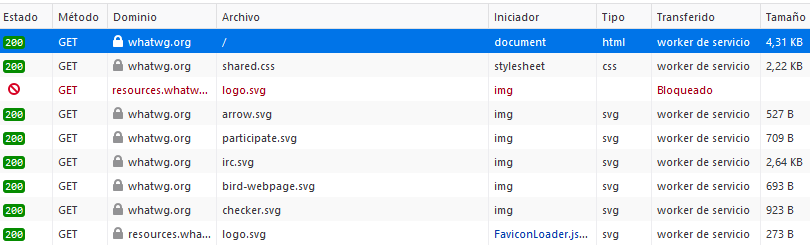 Estado Método Dominio Archivo Iniciador Tipo Transferido Tamaño
200 GET whatwg.org / document html worker de servicio 4,31 KB
200 GET whatwg.org shared.css stylesheet css worker de servicio 2,22 KB
GET resources.whatw... logo.svg img Bloqueado
200 GET whatwg.org arrow.svg img svg worker de servicio 527 B
200 GET whatwg.org participate.svg img svg worker de servicio 709 B
200 GET whatwg.org irc.svg img svg worker de servicio 2,64 KB
200 GET whatwg.org bird-webpage.svg img svg worker de servicio 693 B
200 GET whatwg.org checker.svg img svg worker de servicio 923 B
200 GET resources.wha... logo.svg FaviconLoader.js... svg worker de servicio 273 B